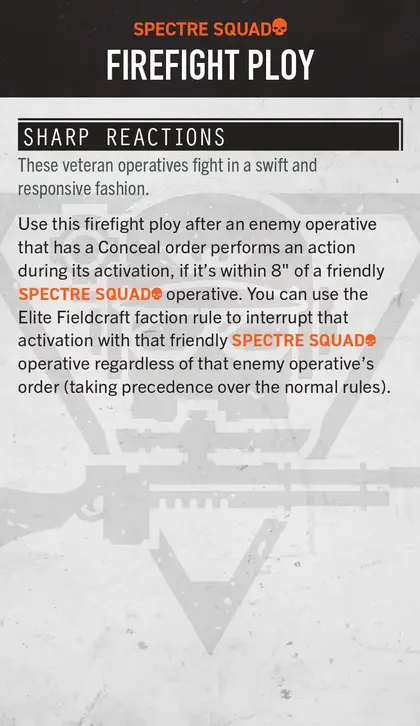 SPECTRE SQUAD
FIREFIGHT PLOY
SHARP REACTIONS
These veteran operatives fight in a swift and
responsive fashion.
Use this firefight ploy after an enemy operative
that has a Conceal order performs an action
during its activation, if it’s within 8" of a friendly
SPECTRE SQUAD operative. You can use the
Elite Fieldcraft faction rule to interrupt that
activation with that friendly SPECTRE SQUAD
operative regardless of that enemy operative’s
order (taking precedence over the normal rules).